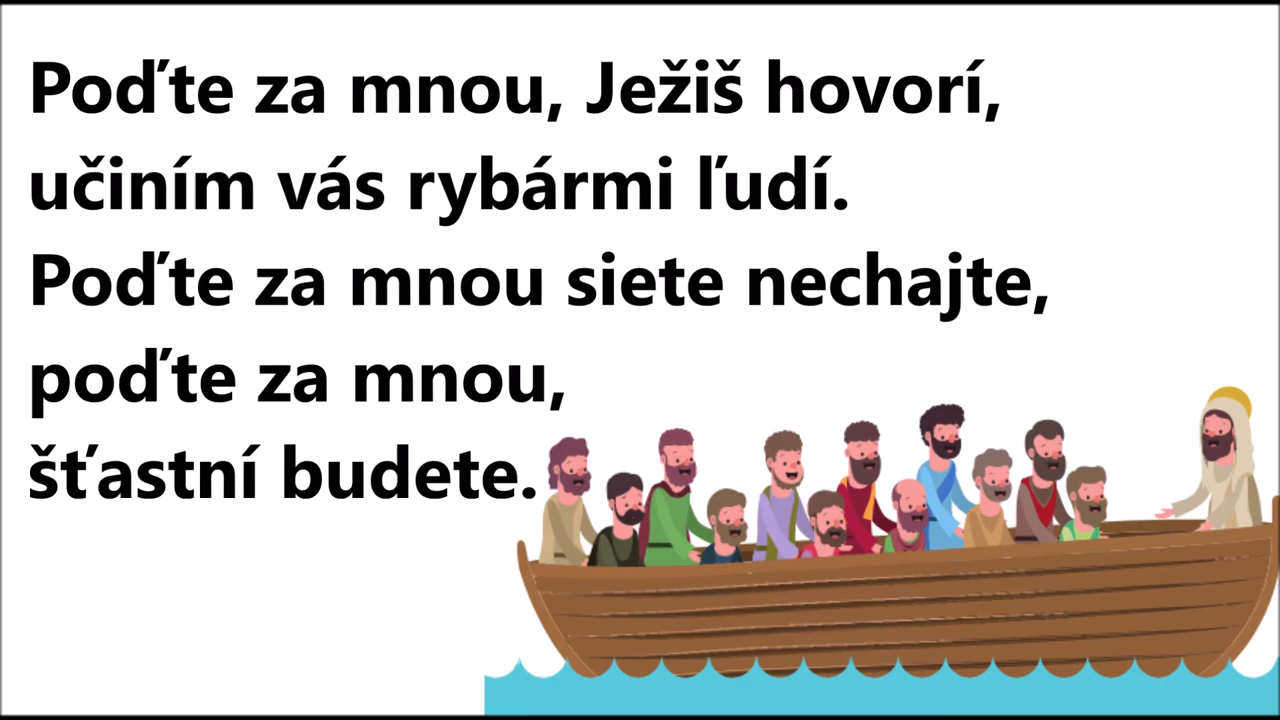 Poďte za mnou, Ježiš hovorí,
učiním vás rybármi ľudí.
Poďte za mnou siete nechajte,
poďte za mnou,
šťastní budete.